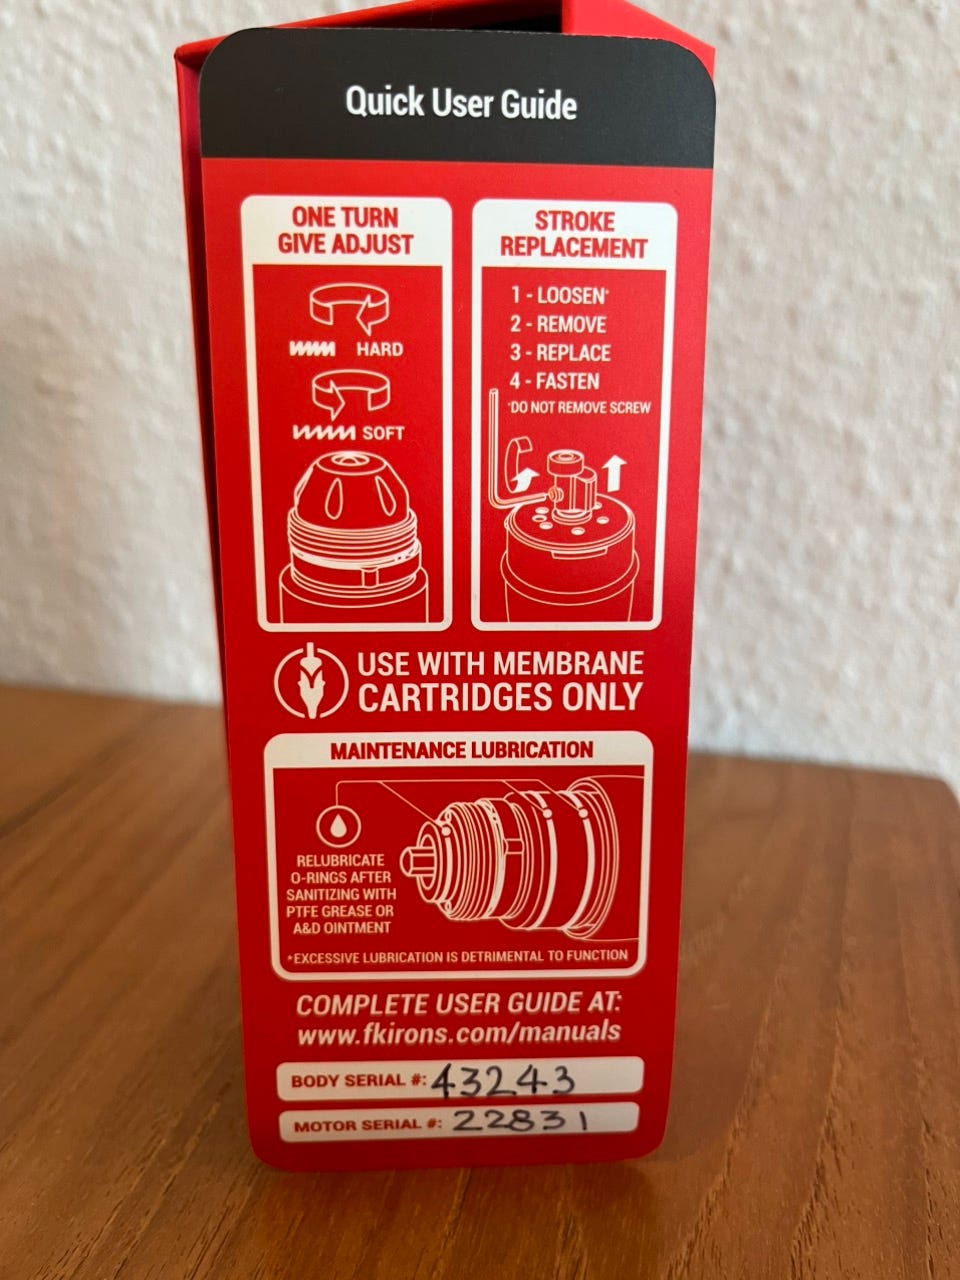 Quick User Guide
ONE TURN
GIVE ADJUST
HARD
SOFT
STROKE
REPLACEMENT
1 - LOOSEN*
2 - REMOVE
3 - REPLACE
4 - FASTEN
*DO NOT REMOVE SCREW
USE WITH MEMBRANE
CARTRIDGES ONLY
MAINTENANCE LUBRICATION
RELUBRICATE
O-RINGS AFTER
SANITIZING WITH
PTFE GREASE OR
A&D OINTMENT
*EXCESSIVE LUBRICATION IS DETRIMENTAL TO FUNCTION
COMPLETE USER GUIDE AT:
www.fkirons.com/manuals
BODY SERIAL #: 43243
MOTOR SERIAL #: 22831